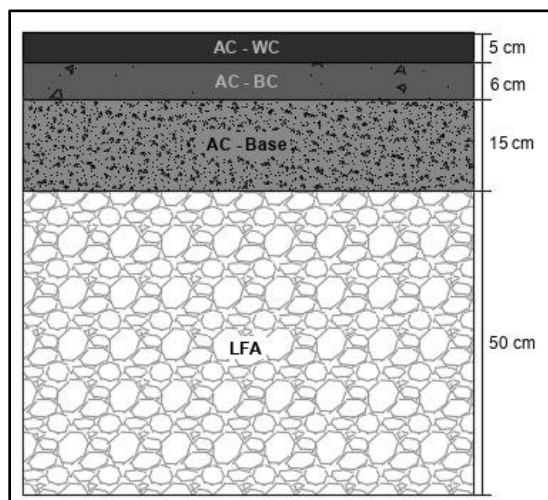 AC - WC
5 cm
AC - BC
6 cm
AC - Base
15 cm
LFA
50 cm